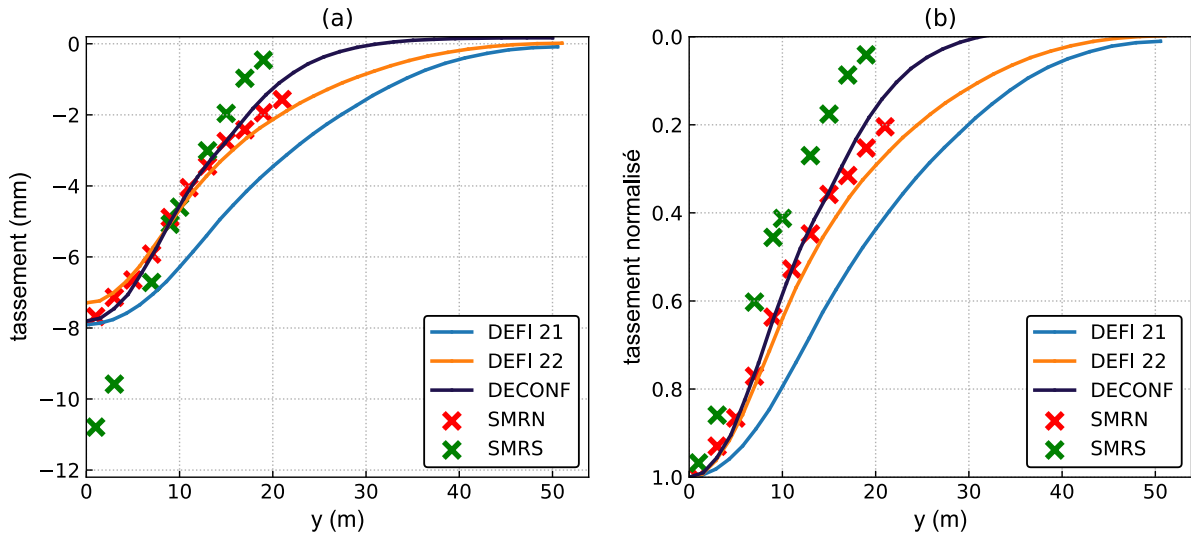 (a)
tassement (mm)
0
−2
−4
−6
−8
−10
−12
0 10 20 30 40 50
y (m)
DEFI 21
DEFI 22
DECONF
SMRN
SMRS
(b)
tassement normalisé
0.0
0.2
0.4
0.6
0.8
1.0
0 10 20 30 40 50
y (m)
DEFI 21
DEFI 22
DECONF
SMRN
SMRS